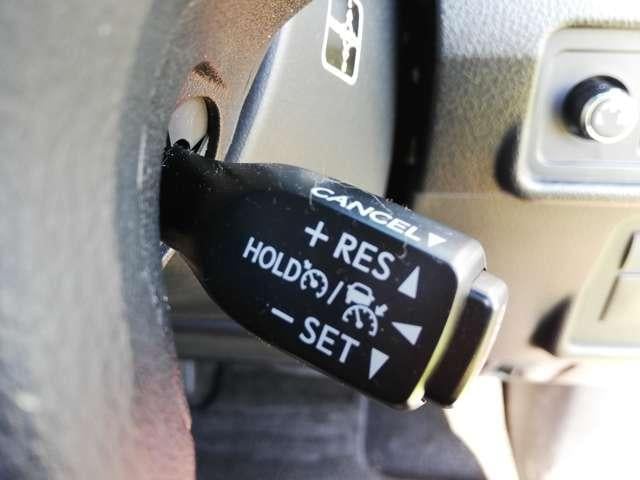 CANCEL▼
+ RES ▲
HOLD / ◀
− SET ▼